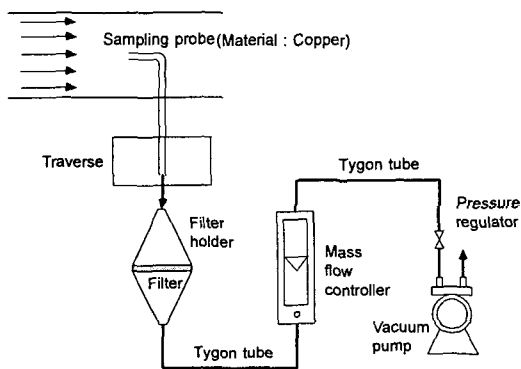 Sampling probe (Material : Copper)
Traverse
Tygon tube
Pressure
regulator
Filter
holder
Mass
flow
controller
Filter
Vacuum
pump
Tygon tube